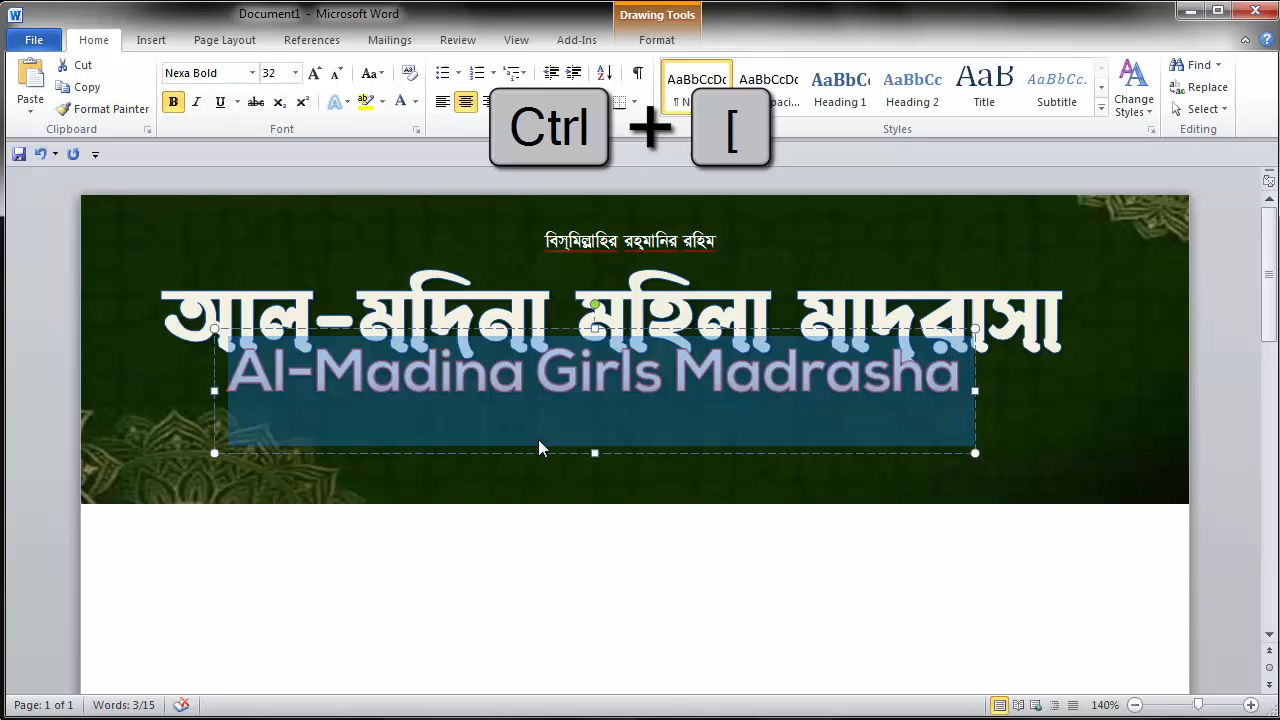 Document1 - Microsoft Word
Drawing Tools
File Home Insert Page Layout References Mailings Review View Add-Ins Format
Cut
Copy
Format Painter
Paste
Nexa Bold 32
AaBbCcDc
AaBbC AaBbCc AaB AaBbCc.
Heading 1 Heading 2 Title Subtitle
Change Styles
Find
Replace
Select
Clipboard Font Styles Editing
Ctrl + [
বিস্‌মিল্লাহির রহমানির রহিম
আল-মদিনা মহিলা মাদরাসা
Al-Madina Girls Madrasha
Page: 1 of 1 Words: 3/15 140%